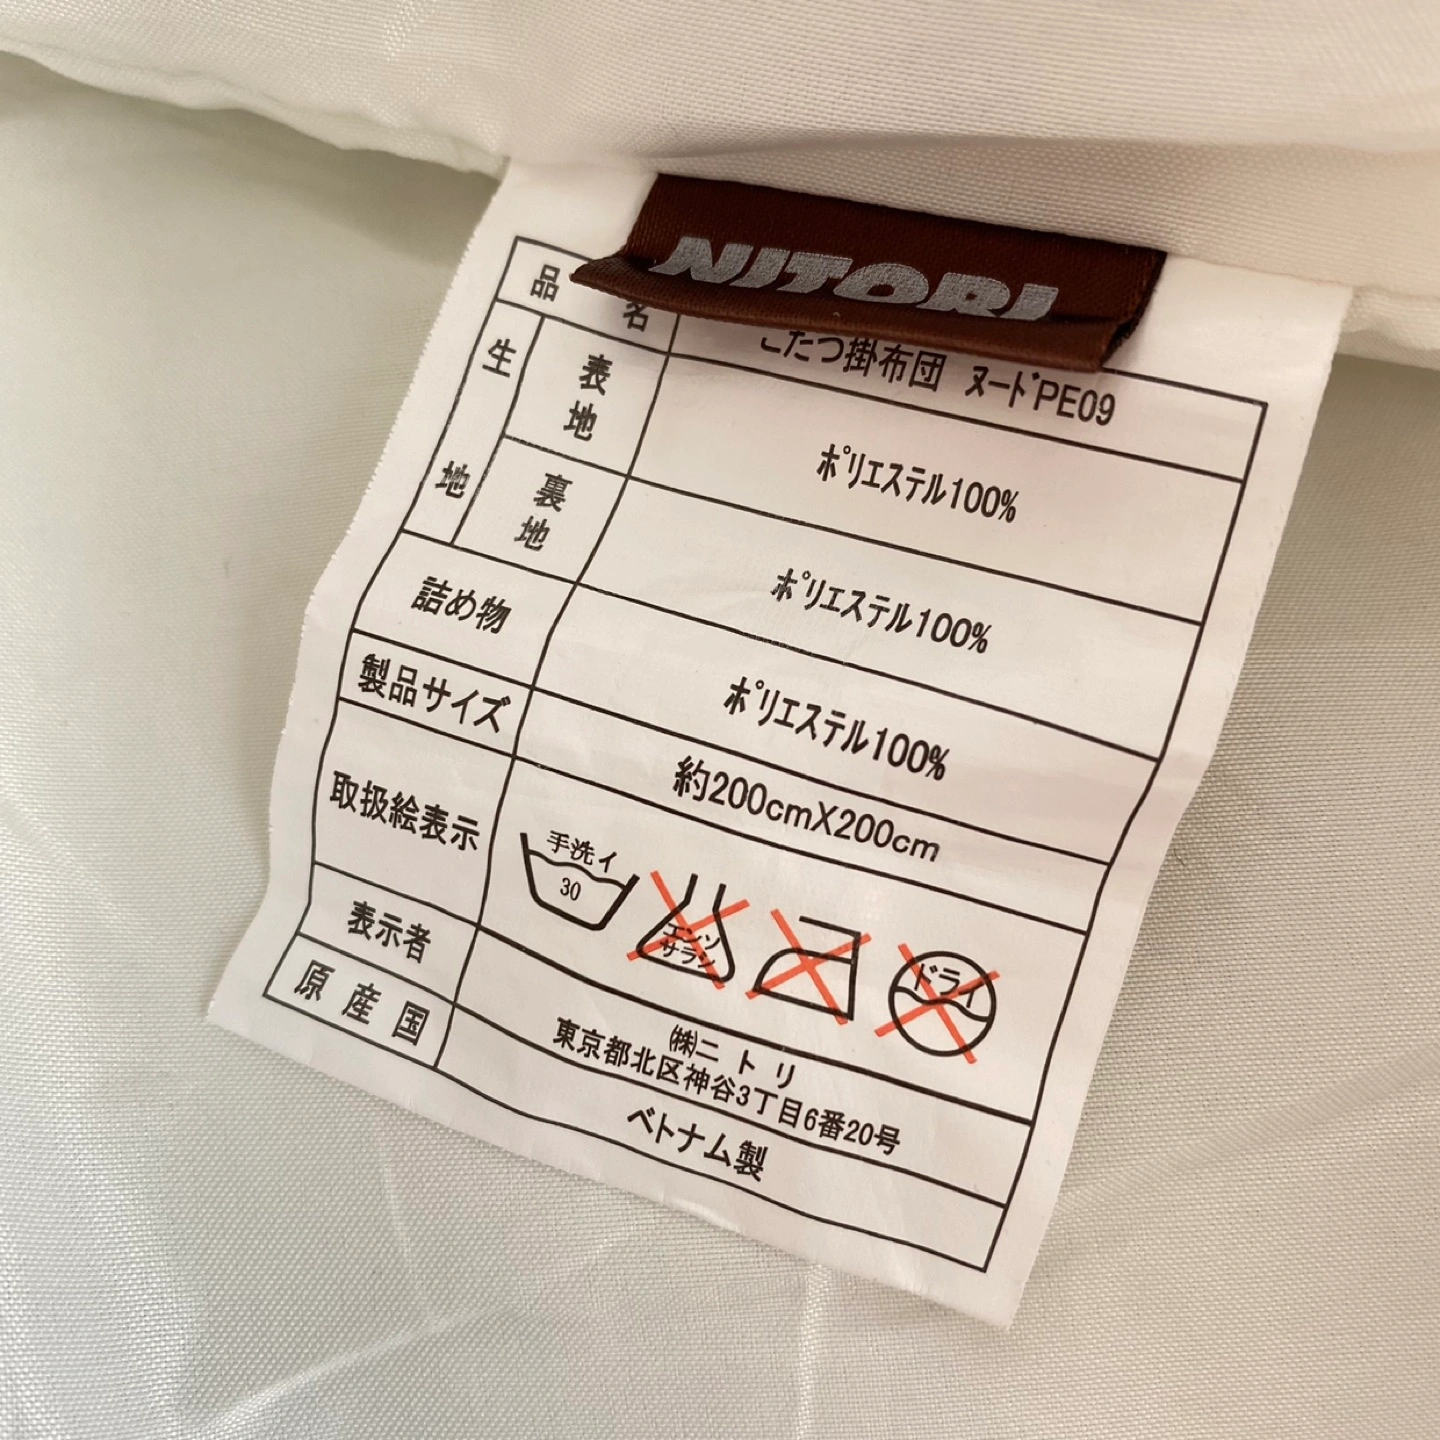 NITORI
品名 こたつ掛布団 ヌードPE09
生地 表地 ポリエステル100%
裏地 ポリエステル100%
詰め物 ポリエステル100%
製品サイズ 約200cmX200cm
取扱絵表示 手洗イ 30 エンソサラシ ドライ
表示者 ㈱ニトリ
東京都北区神谷3丁目6番20号
原産国 ベトナム製